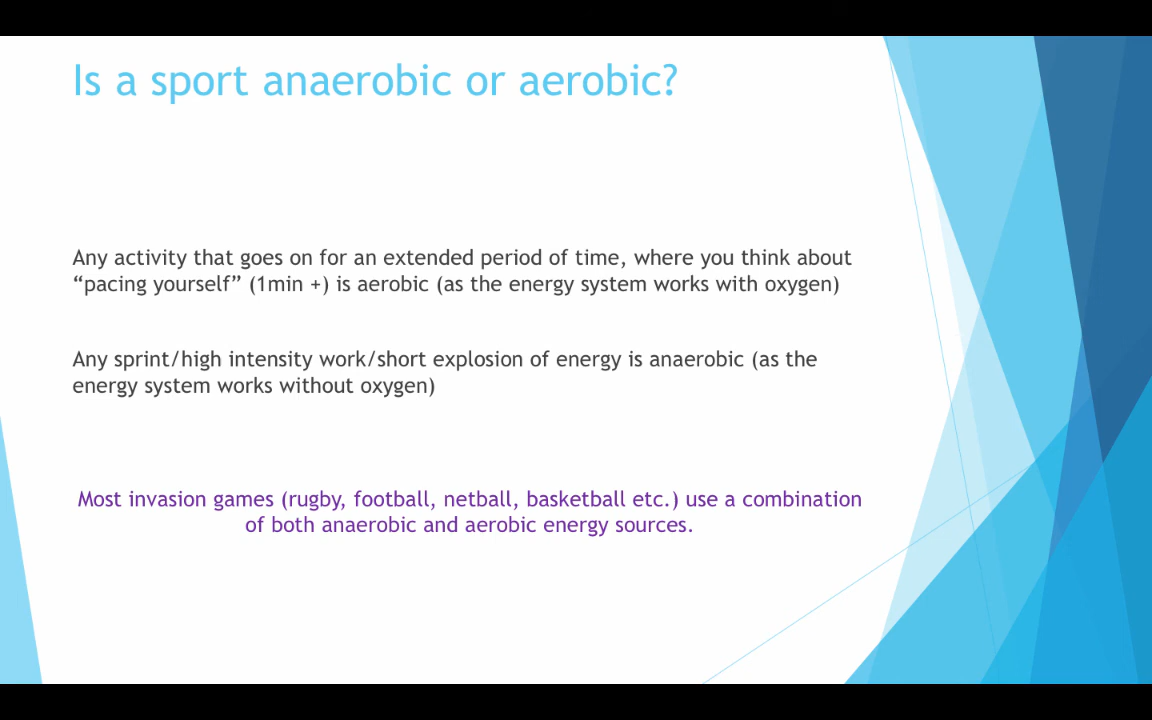 Is a sport anaerobic or aerobic?
Any activity that goes on for an extended period of time, where you think about
“pacing yourself” (1min +) is aerobic (as the energy system works with oxygen)
Any sprint/high intensity work/short explosion of energy is anaerobic (as the
energy system works without oxygen)
Most invasion games (rugby, football, netball, basketball etc.) use a combination
of both anaerobic and aerobic energy sources.